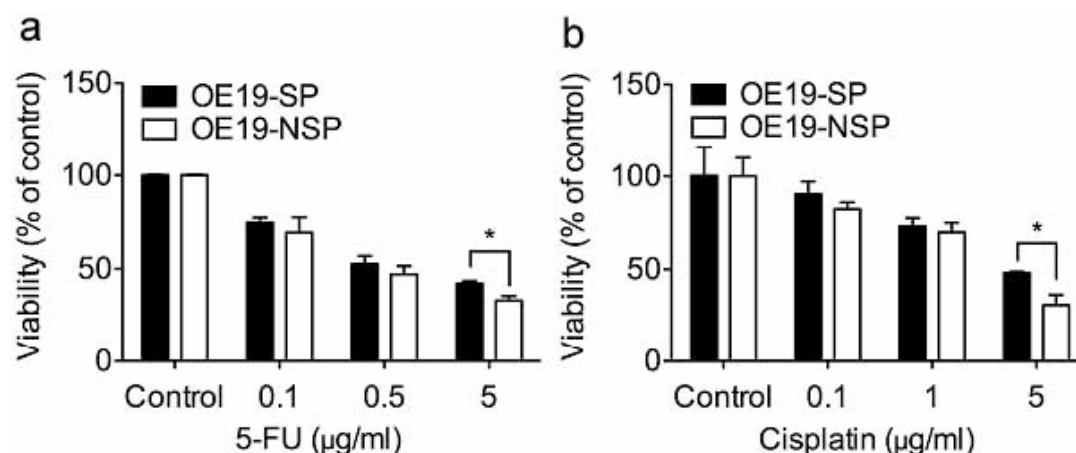 a
150
100
50
0
Viability (% of control)
OE19-SP
OE19-NSP
*
Control 0.1 0.5 5
5-FU (µg/ml)
b
150
100
50
0
Viability (% of control)
OE19-SP
OE19-NSP
*
Control 0.1 1 5
Cisplatin (µg/ml)